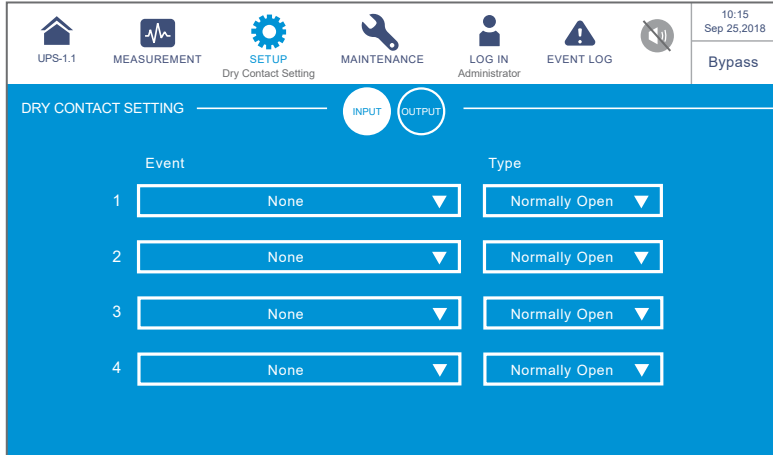 10:15
Sep 25,2018
UPS-1.1
MEASUREMENT
SETUP
MAINTENANCE
LOG IN
EVENT LOG
Dry Contact Setting
Administrator
Bypass
DRY CONTACT SETTING
INPUT
OUTPUT
Event
Type
1 None Normally Open
2 None Normally Open
3 None Normally Open
4 None Normally Open